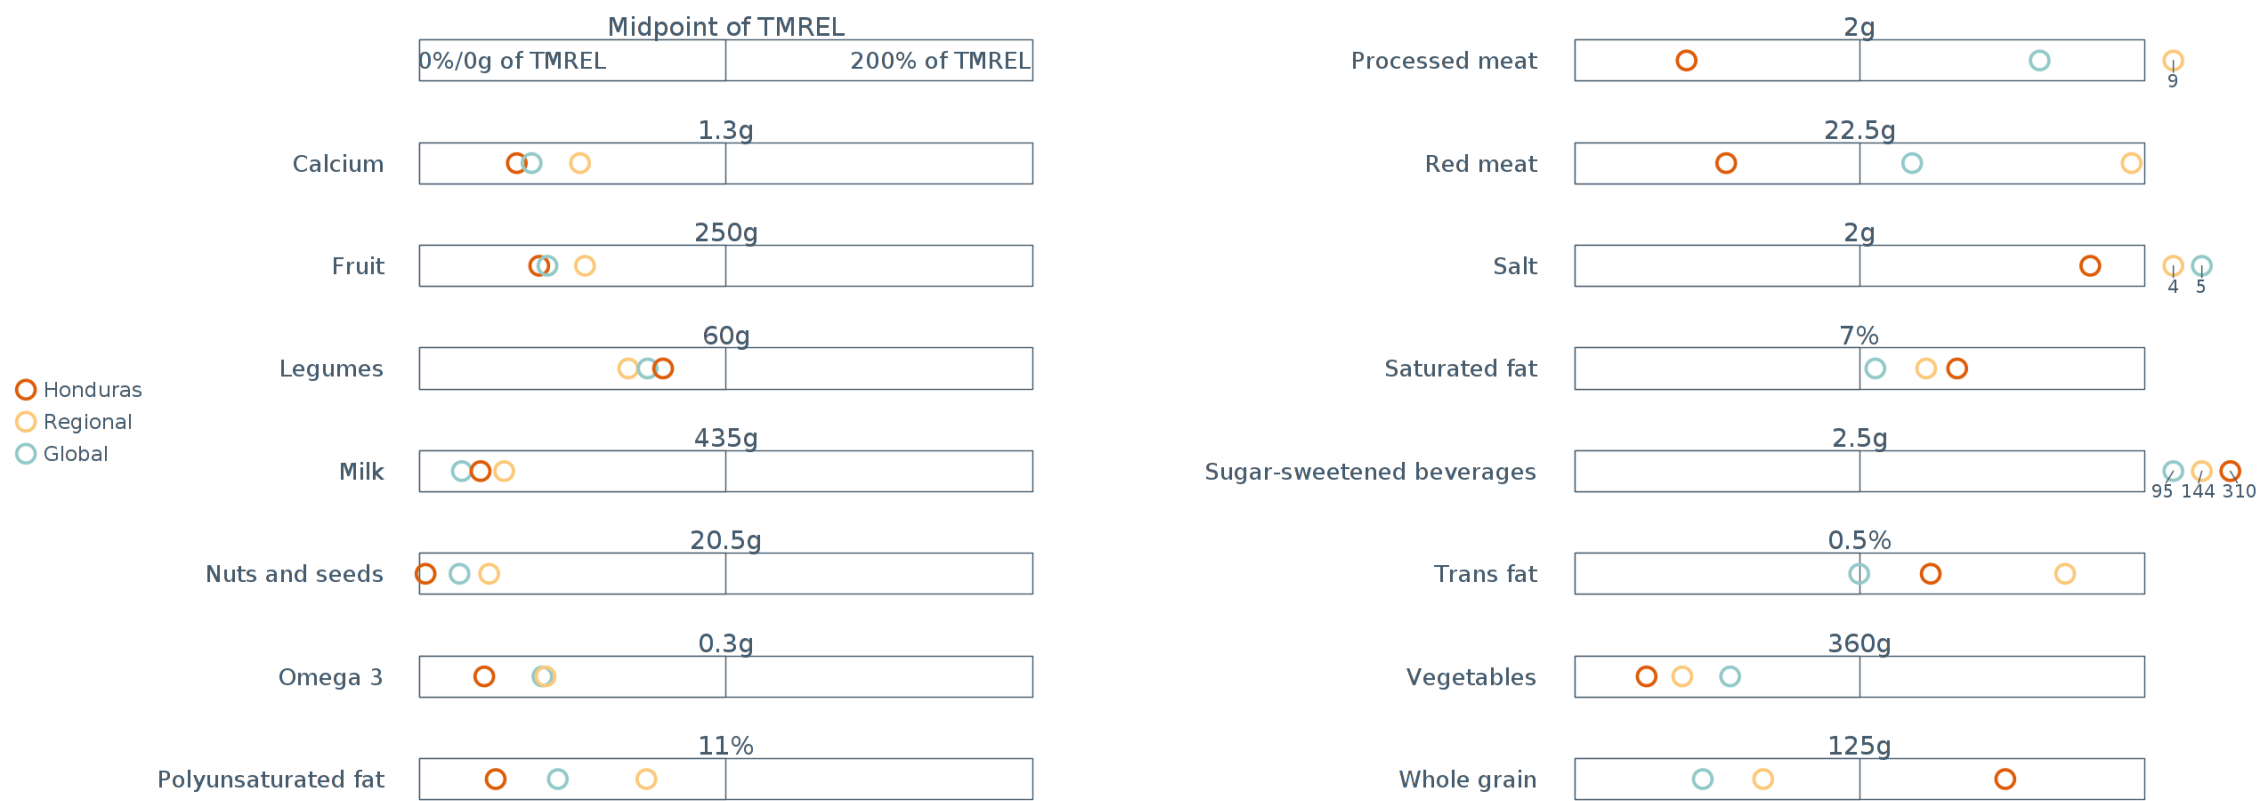 Midpoint of TMREL
0%/0g of TMREL
200% of TMREL
1.3g
Calcium
250g
Fruit
60g
Legumes
435g
Milk
20.5g
Nuts and seeds
0.3g
Omega 3
11%
Polyunsaturated fat
Honduras
Regional
Global
2g
Processed meat
9
22.5g
Red meat
2g
Salt
4 5
7%
Saturated fat
2.5g
Sugar-sweetened beverages
95 144 310
0.5%
Trans fat
360g
Vegetables
125g
Whole grain